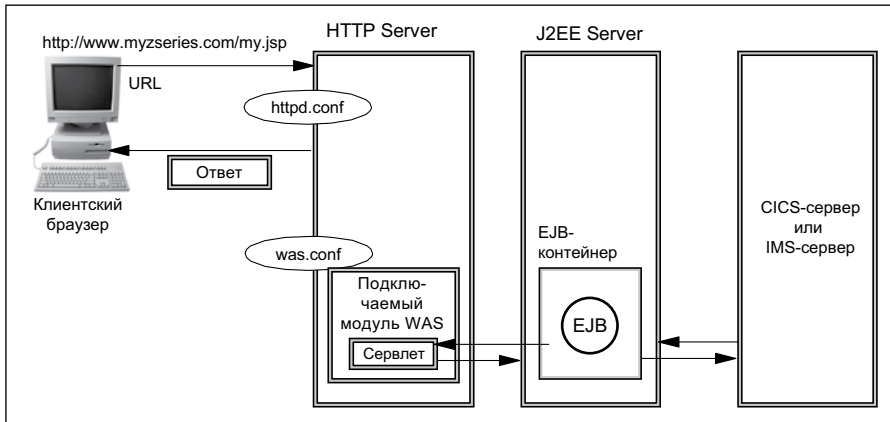 http://www.myzseries.com/my.jsp
URL
HTTP Server
J2EE Server
httpd.conf
Ответ
Клиентский
браузер
was.conf
Подклю-
чаемый
модуль WAS
Сервлет
EJB-
контейнер
EJB
CICS-сервер
или
IMS-сервер